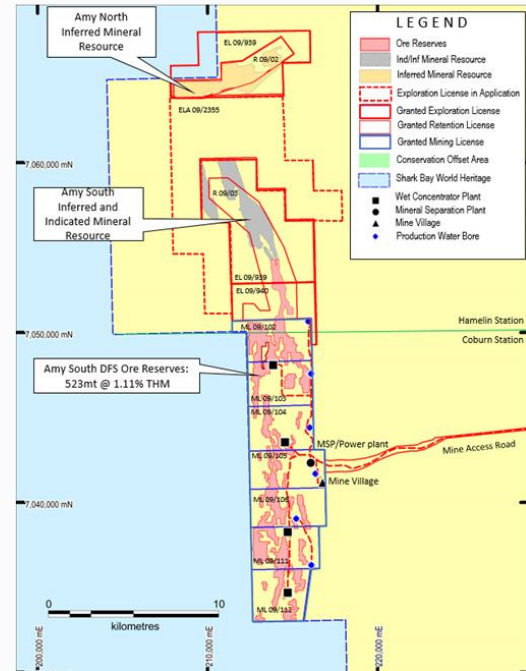 Amy North
Inferred Mineral
Resource
EL 09/939
R 09/02
ELA 09/2355
7,060,000 mN
R 09/03
Amy South
Inferred and
Indicated Mineral
Resource
EL 09/939
EL 09/940
ML 09/102
7,050,000 mN
Hamelin Station
Coburn Station
Amy South DFS Ore Reserves:
523mt @ 1.11% THM
ML 09/103
ML 09/104
ML 09/105
MSP/Power plant
Mine Access Road
Mine Village
7,040,000 mN
ML 09/106
ML 09/111
ML 09/112
0
10
kilometres
200,000 mE
210,000 mE
LEGEND
Ore Reserves
Ind/Inf Mineral Resource
Inferred Mineral Resource
Exploration License in Application
Granted Exploration License
Granted Retention License
Granted Mining License
Conservation Offset Area
Shark Bay World Heritage
Wet Concentrator Plant
Mineral Separation Plant
Mine Village
Production Water Bore